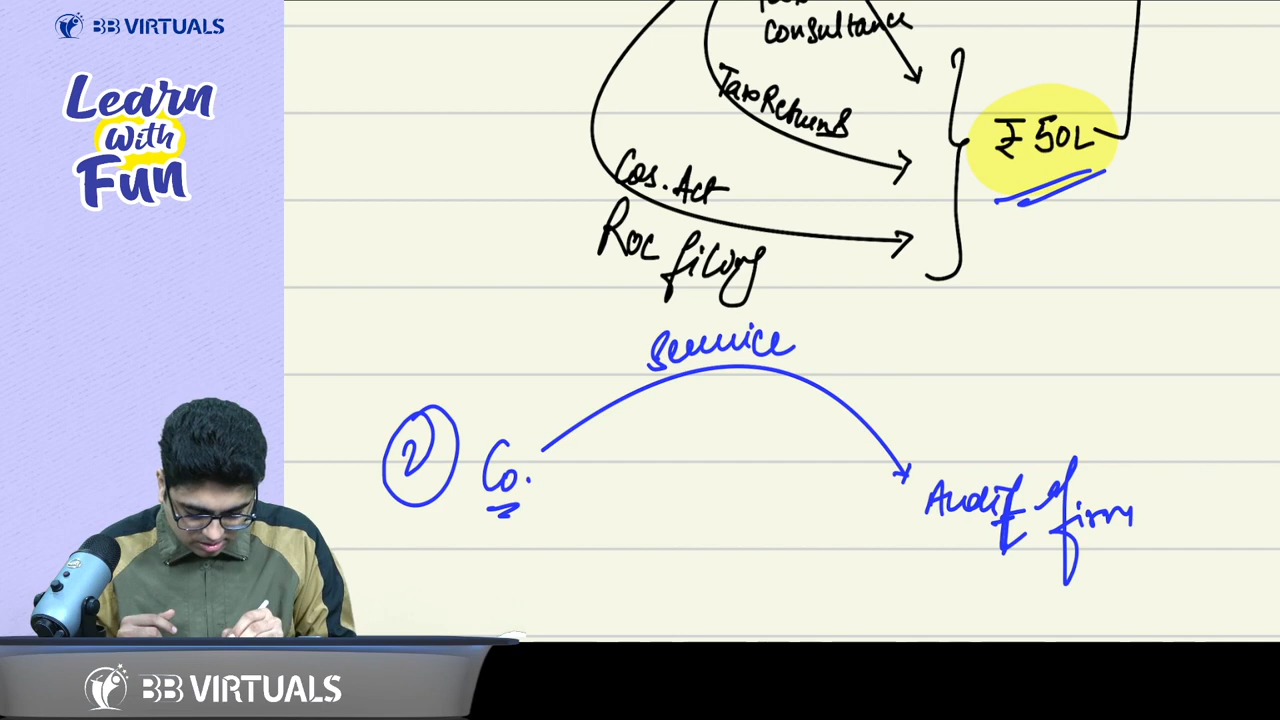 BB VIRTUALS
Learn
with
Fun
consultance
Tax Returns
₹50L
Cos. Act
Roc filing
Service
2 Co.
Audit firm
BB VIRTUALS